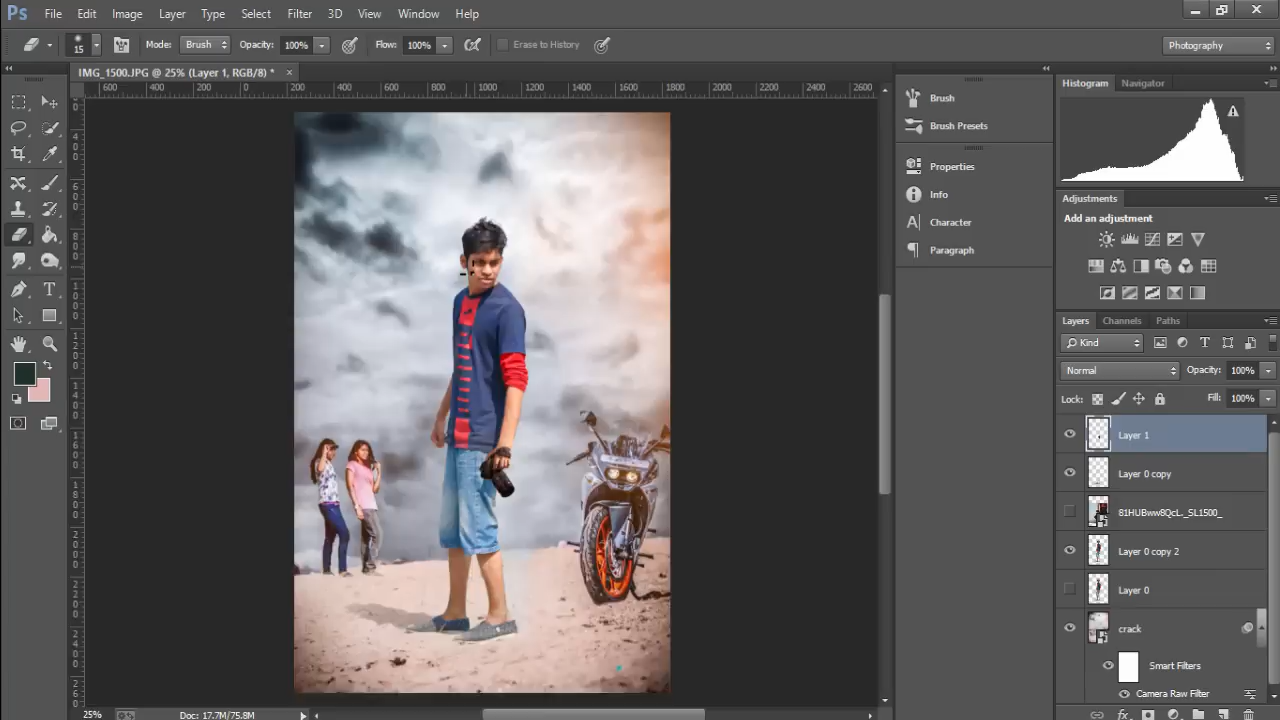 Ps File Edit Image Layer Type Select Filter 3D View Window Help
15 Mode: Brush Opacity: 100% Flow: 100% Erase to History Photography
IMG_1500.JPG @ 25% (Layer 1, RGB/8) *
600 400 200 0 200 400 600 800 1000 1200 1400 1600 1800 2000 2200 2400 2600
Brush
Brush Presets
Properties
Info
Character
Paragraph
Histogram Navigator
Adjustments
Add an adjustment
Layers Channels Paths
Kind
Normal Opacity: 100%
Lock: Fill: 100%
Layer 1
Layer 0 copy
81HUBww8QcL._SL1500_
Layer 0 copy 2
Layer 0
crack
Smart Filters
Camera Raw Filter
25% Doc: 17.7M/75.8M